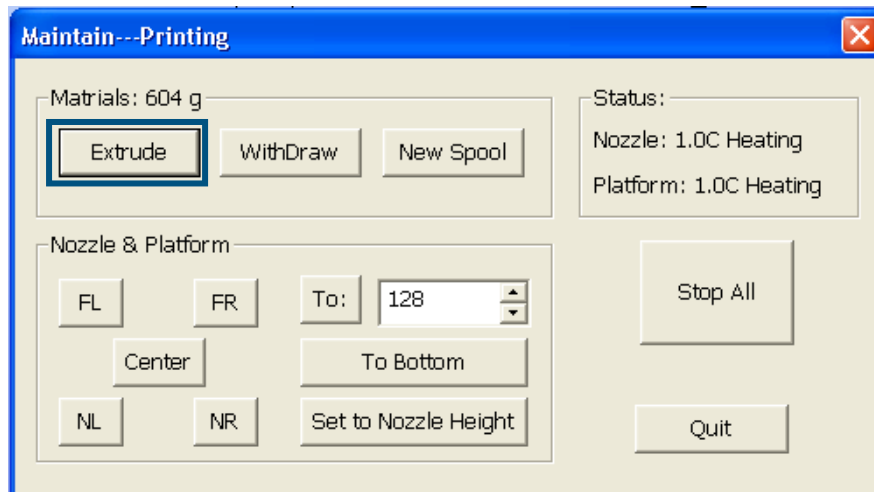 Maintain---Printing
Matrials: 604 g
Extrude
WithDraw
New Spool
Status:
Nozzle: 1.0C Heating
Platform: 1.0C Heating
Nozzle & Platform
FL
FR
To:
128
Center
To Bottom
NL
NR
Set to Nozzle Height
Stop All
Quit